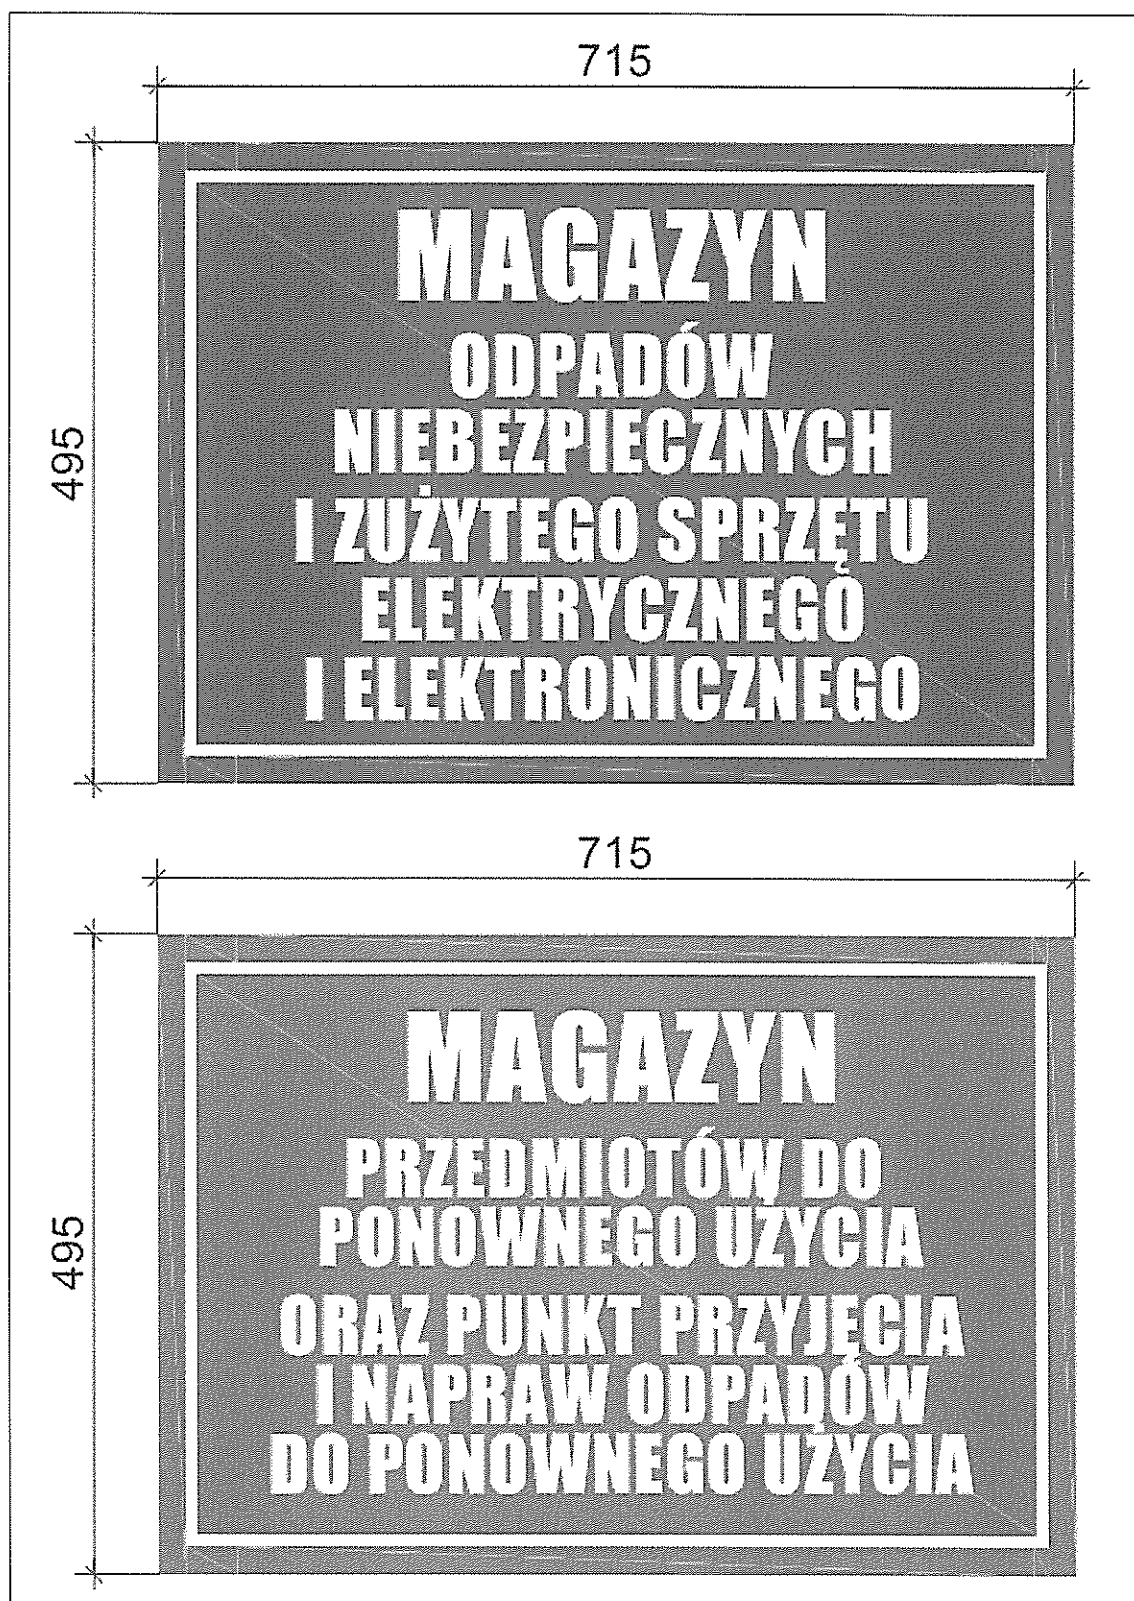 715
495
MAGAZYN
ODPADÓW
NIEBEZPIECZNYCH
I ZUŻYTEGO SPRZĘTU
ELEKTRYCZNEGO
I ELEKTRONICZNEGO
715
495
MAGAZYN
PRZEDMIOTÓW DO
PONOWNEGO UŻYCIA
ORAZ PUNKT PRZYJĘCIA
I NAPRAW ODPADÓW
DO PONOWNEGO UŻYCIA